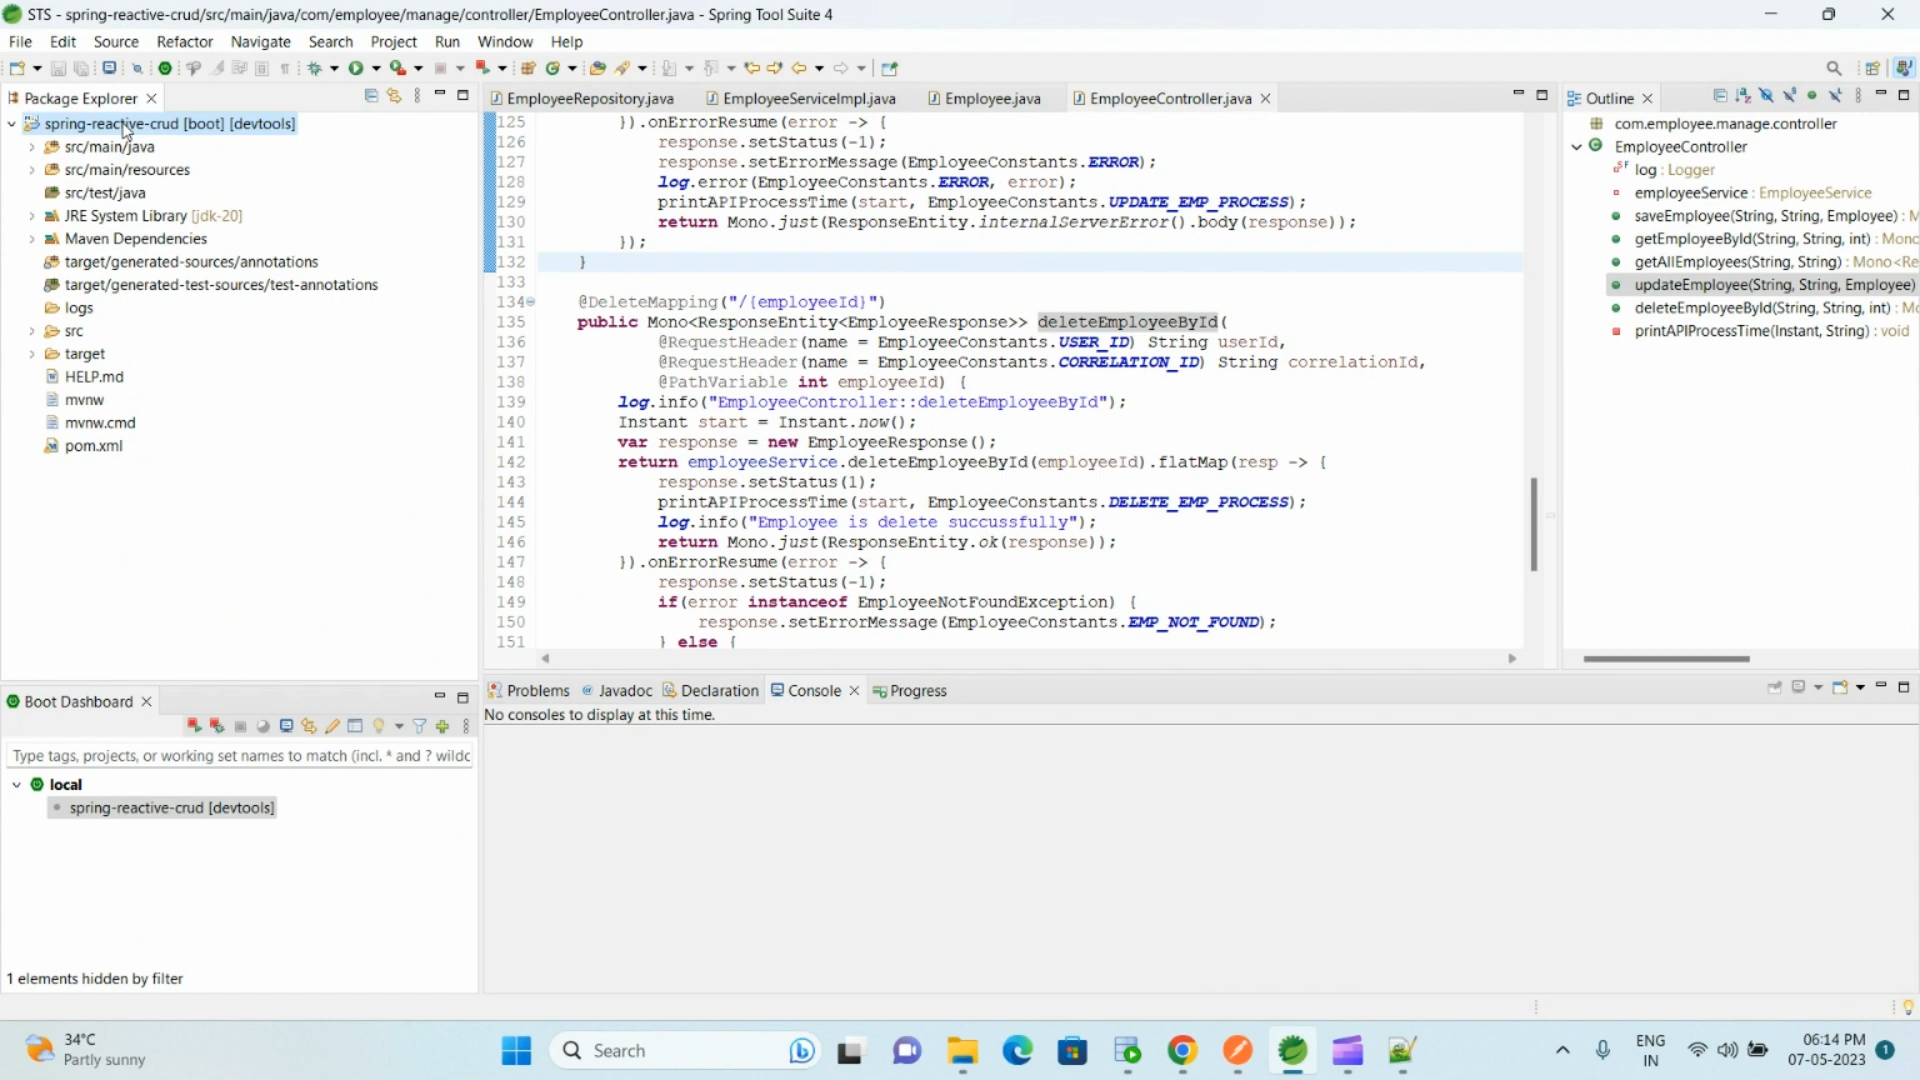 STS - spring-reactive-crud/src/main/java/com/employee/manage/controller/EmployeeController.java - Spring Tool Suite 4
File Edit Source Refactor Navigate Search Project Run Window Help
Package Explorer
spring-reactive-crud [boot] [devtools]
src/main/java
src/main/resources
src/test/java
JRE System Library [jdk-20]
Maven Dependencies
target/generated-sources/annotations
target/generated-test-sources/test-annotations
logs
src
target
HELP.md
mvnw
mvnw.cmd
pom.xml
EmployeeRepository.java EmployeeServiceImpl.java Employee.java EmployeeController.java
125 }).onErrorResume(error -> {
126 response.setStatus(-1);
127 response.setErrorMessage(EmployeeConstants.ERROR);
128 log.error(EmployeeConstants.ERROR, error);
129 printAPIProcessTime(start, EmployeeConstants.UPDATE_EMP_PROCESS);
130 return Mono.just(ResponseEntity.internalServerError().body(response));
131 });
132 }
133
134 @DeleteMapping("/{employeeId}")
135 public Mono<ResponseEntity<EmployeeResponse>> deleteEmployeeById(
136 @RequestHeader(name = EmployeeConstants.USER_ID) String userId,
137 @RequestHeader(name = EmployeeConstants.CORRELATION_ID) String correlationId,
138 @PathVariable int employeeId) {
139 log.info("EmployeeController::deleteEmployeeById");
140 Instant start = Instant.now();
141 var response = new EmployeeResponse();
142 return employeeService.deleteEmployeeById(employeeId).flatMap(resp -> {
143 response.setStatus(1);
144 printAPIProcessTime(start, EmployeeConstants.DELETE_EMP_PROCESS);
145 log.info("Employee is delete succussfully");
146 return Mono.just(ResponseEntity.ok(response));
147 }).onErrorResume(error -> {
148 response.setStatus(-1);
149 if(error instanceof EmployeeNotFoundException) {
150 response.setErrorMessage(EmployeeConstants.EMP_NOT_FOUND);
151 } else {
Outline
com.employee.manage.controller
EmployeeController
log : Logger
employeeService : EmployeeService
saveEmployee(String, String, Employee) : M
getEmployeeById(String, String, int) : Mono
getAllEmployees(String, String) : Mono<Re
updateEmployee(String, String, Employee)
deleteEmployeeById(String, String, int) : Mo
printAPIProcessTime(Instant, String) : void
Boot Dashboard
Type tags, projects, or working set names to match (incl. * and ? wildc
local
spring-reactive-crud [devtools]
1 elements hidden by filter
Problems Javadoc Declaration Console Progress
No consoles to display at this time.
34°C
Partly sunny
Search
ENG
IN
06:14 PM
07-05-2023
1